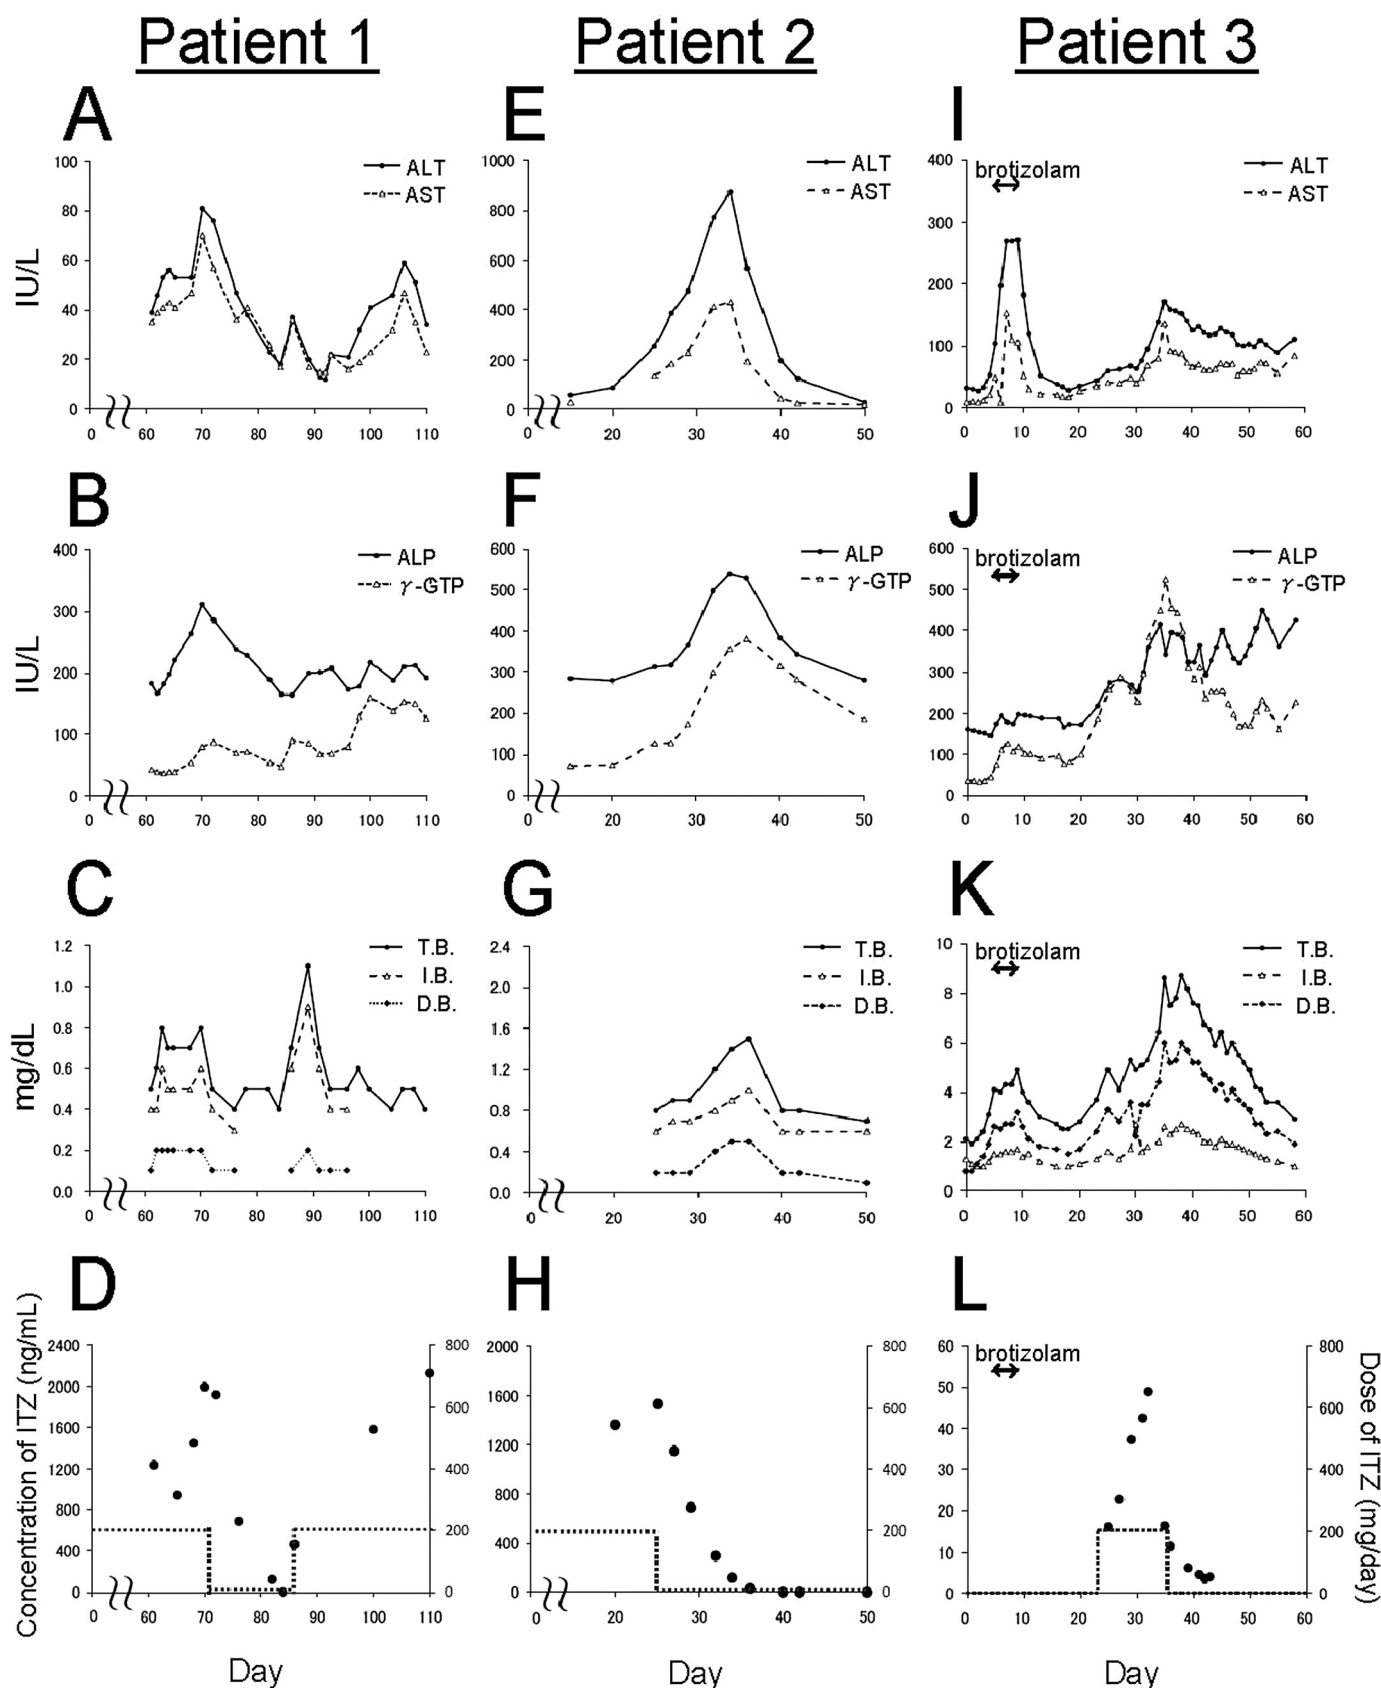 Patient 1 Patient 2 Patient 3
A E I
100 80 60 40 20 0
IU/L
ALT
AST
0 60 70 80 90 100 110
1000 800 600 400 200 0
ALT
AST
0 20 30 40 50
400 300 200 100 0
brotizolam
ALT
AST
0 10 20 30 40 50 60
B F J
400 300 200 100 0
IU/L
ALP
γ-GTP
0 60 70 80 90 100 110
600 500 400 300 200 100 0
ALP
γ-GTP
0 20 30 40 50
600 500 400 300 200 100 0
brotizolam
ALP
γ-GTP
0 10 20 30 40 50 60
C G K
1.2 1.0 0.8 0.6 0.4 0.2 0.0
mg/dL
T.B.
I.B.
D.B.
0 60 70 80 90 100 110
2.4 2.0 1.6 1.2 0.8 0.4 0.0
T.B.
I.B.
D.B.
0 20 30 40 50
10 8 6 4 2 0
brotizolam
T.B.
I.B.
D.B.
0 10 20 30 40 50 60
D H L
Concentration of ITZ (ng/mL)
2400 2000 1600 1200 800 400 0
800 600 400 200 0
0 60 70 80 90 100 110
Day
2000 1600 1200 800 400 0
800 600 400 200 0
0 20 30 40 50
Day
60 50 40 30 20 10 0
brotizolam
800 600 400 200 0
Dose of ITZ (mg/day)
0 10 20 30 40 50 60
Day